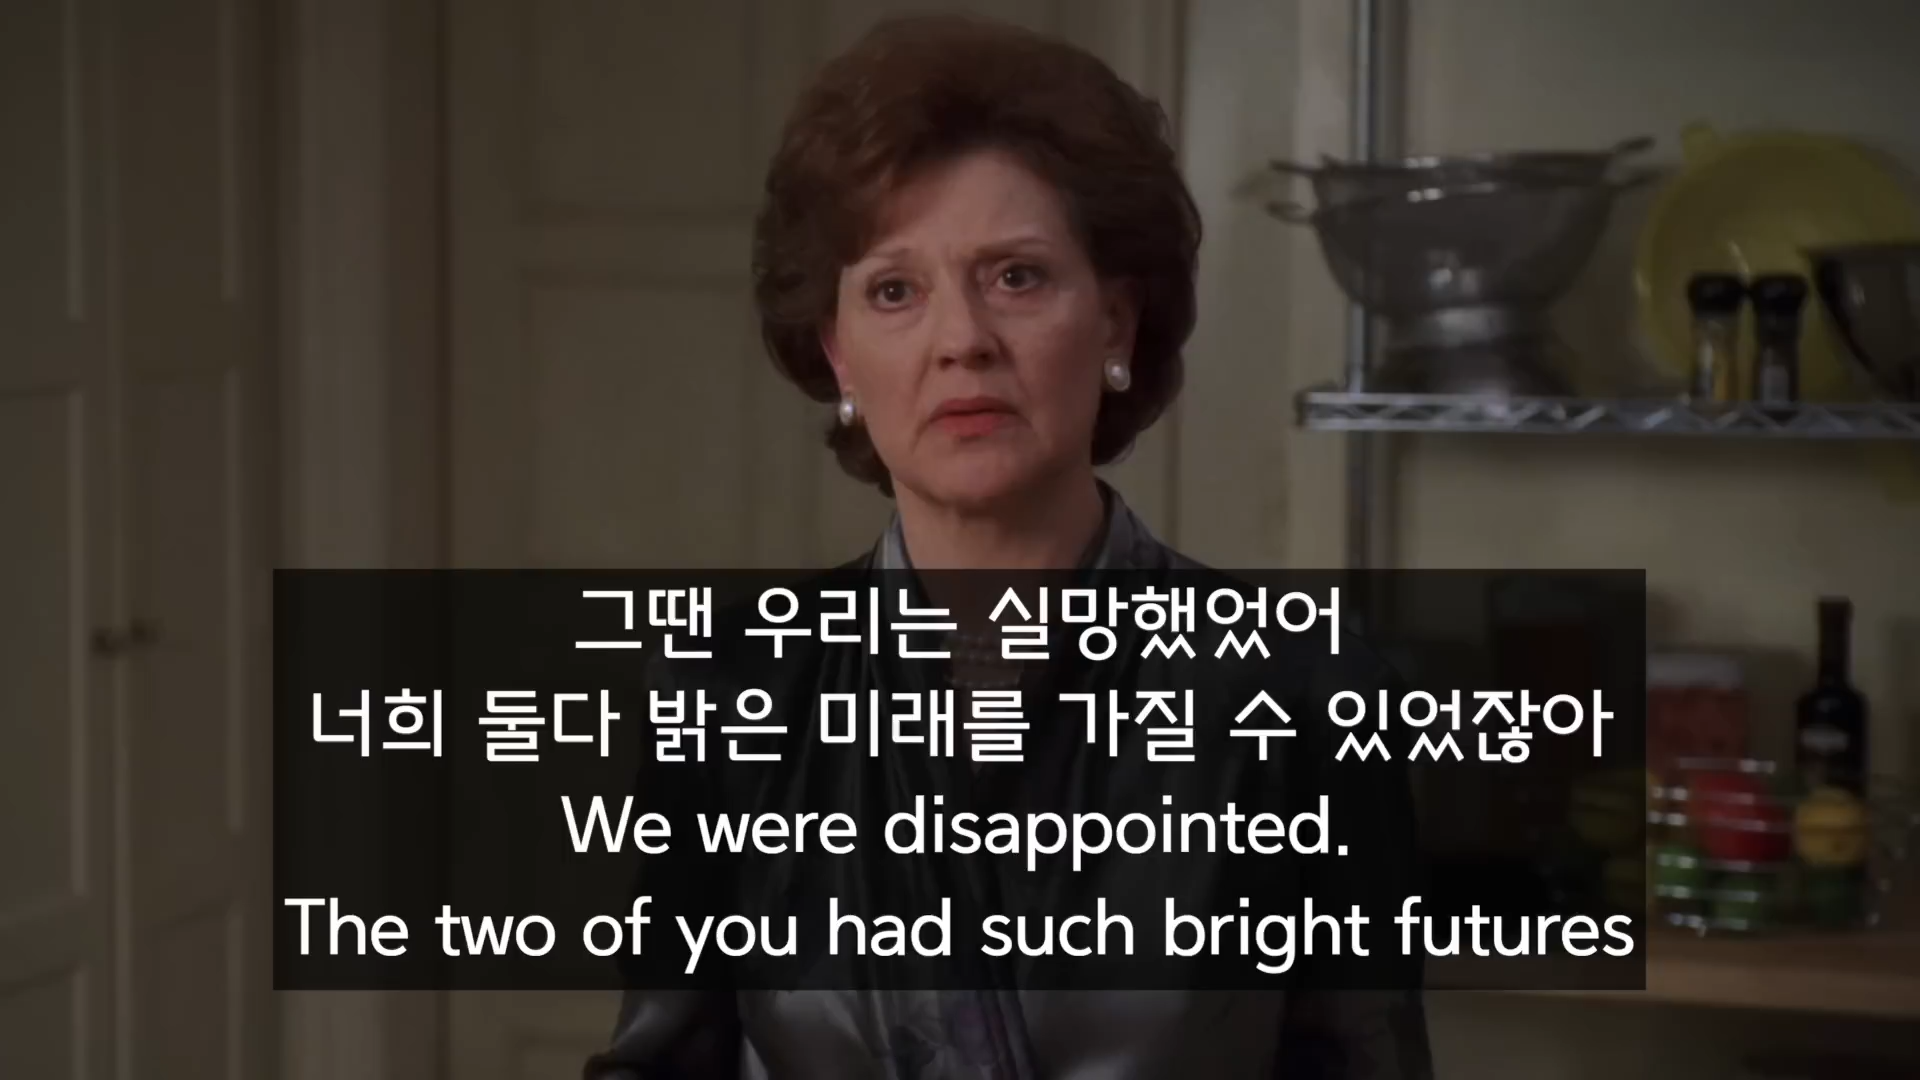 그땐 우리는 실망했었어
너희 둘다 밝은 미래를 가질 수 있었잖아
We were disappointed.
The two of you had such bright futures